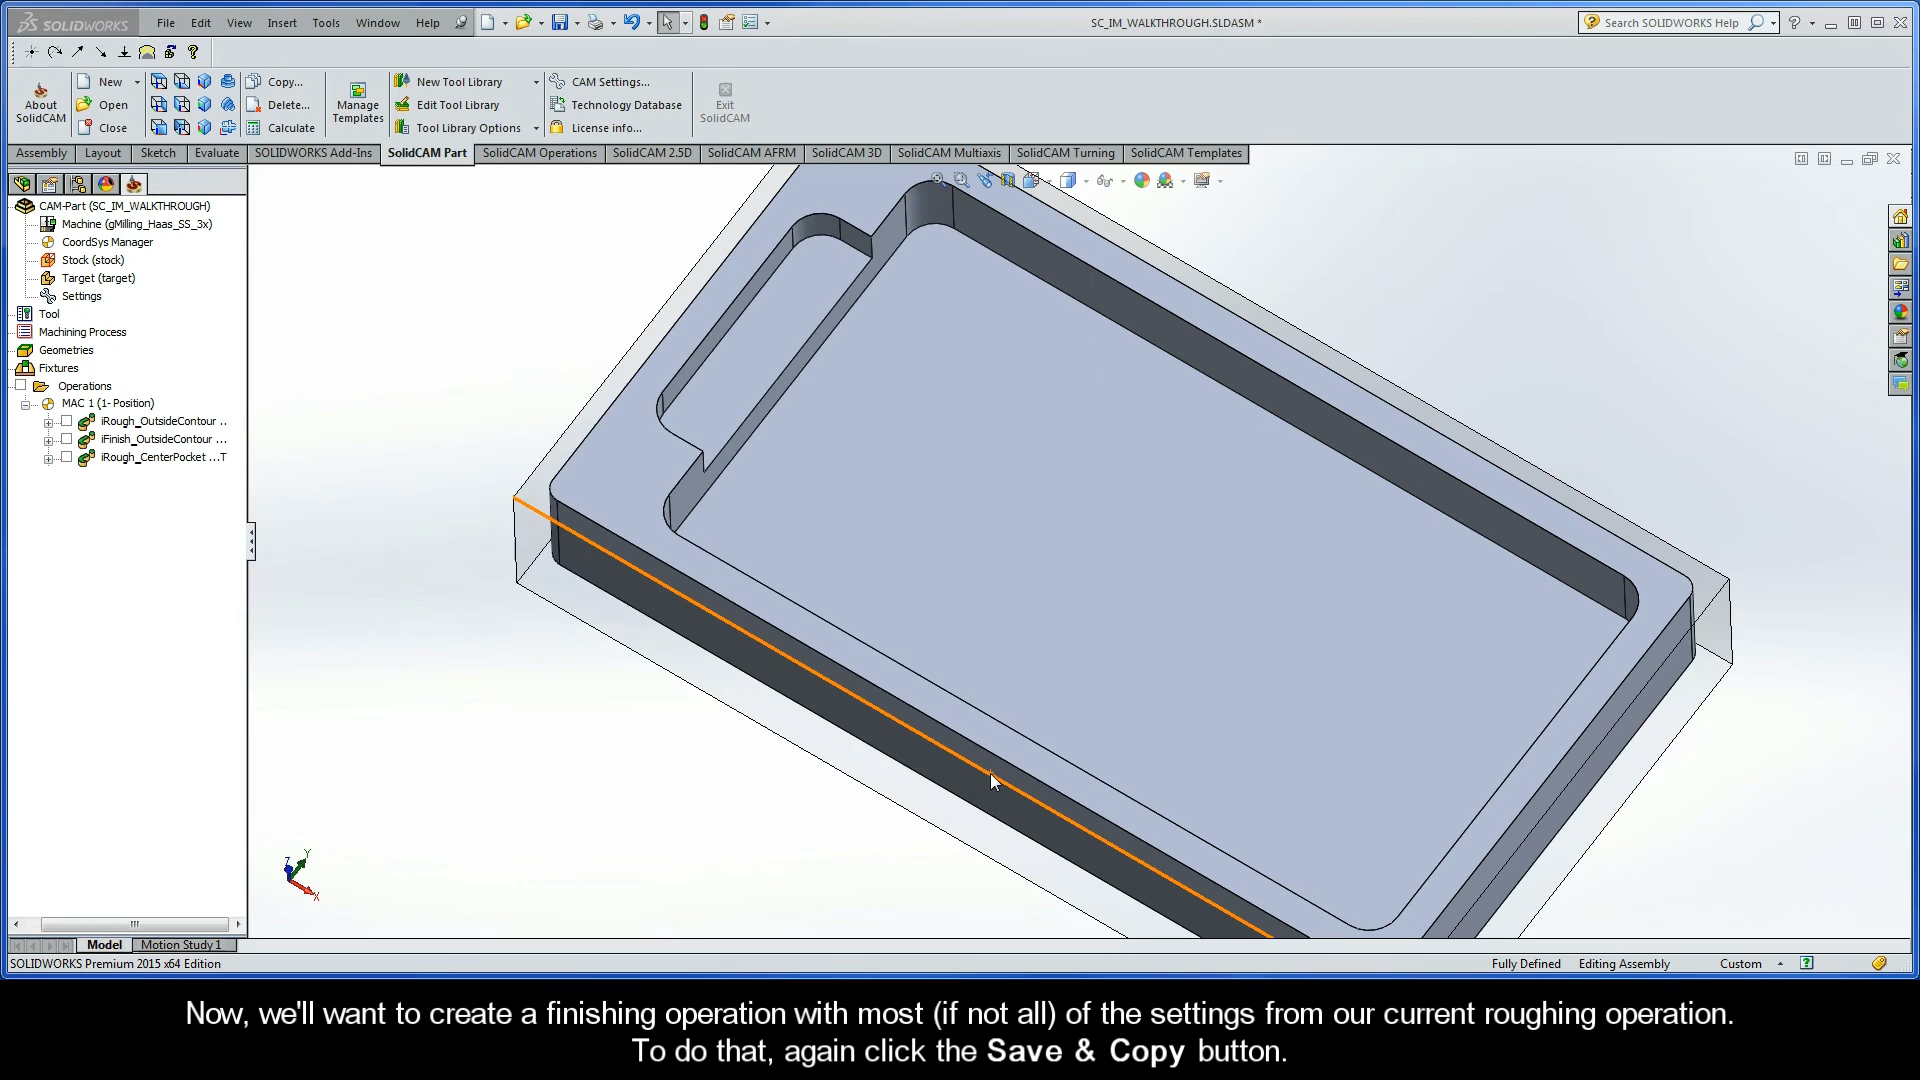 SOLIDWORKS File Edit View Insert Tools Window Help
SC_IM_WALKTHROUGH.SLDASM *
Search SOLIDWORKS Help
About SolidCAM
New
Open
Close
Copy...
Delete...
Calculate
Manage Templates
New Tool Library
Edit Tool Library
Tool Library Options
CAM Settings...
Technology Database
License info...
Exit SolidCAM
Assembly Layout Sketch Evaluate SOLIDWORKS Add-Ins SolidCAM Part SolidCAM Operations SolidCAM 2.5D SolidCAM AFRM SolidCAM 3D SolidCAM Multiaxis SolidCAM Turning SolidCAM Templates
CAM-Part (SC_IM_WALKTHROUGH)
Machine (gMilling_Haas_SS_3x)
CoordSys Manager
Stock (stock)
Target (target)
Settings
Tool
Machining Process
Geometries
Fixtures
Operations
MAC 1 (1- Position)
iRough_OutsideContour ..
iFinish_OutsideContour ...
iRough_CenterPocket ...T
Z Y X
Model Motion Study 1
SOLIDWORKS Premium 2015 x64 Edition
Fully Defined Editing Assembly Custom
Now, we'll want to create a finishing operation with most (if not all) of the settings from our current roughing operation.
To do that, again click the Save & Copy button.